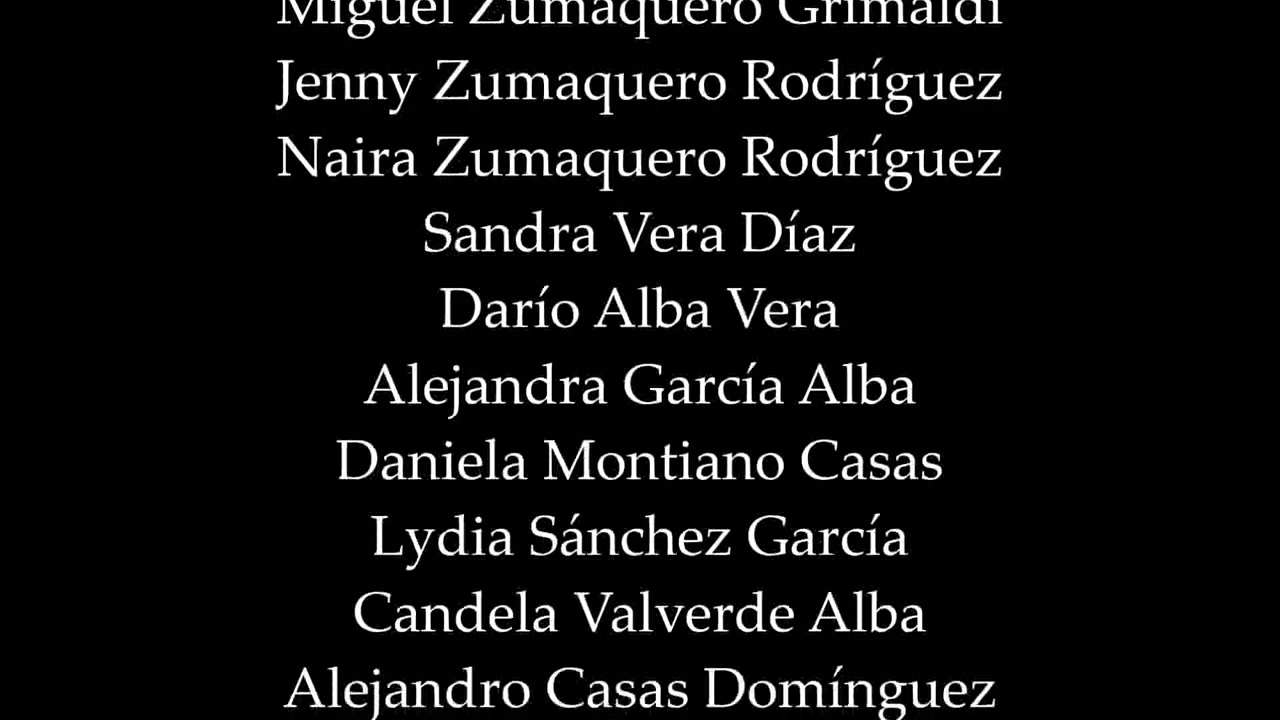 Miguel Zumaquero Grimaldi
Jenny Zumaquero Rodríguez
Naira Zumaquero Rodríguez
Sandra Vera Díaz
Darío Alba Vera
Alejandra García Alba
Daniela Montiano Casas
Lydia Sánchez García
Candela Valverde Alba
Alejandro Casas Domínguez